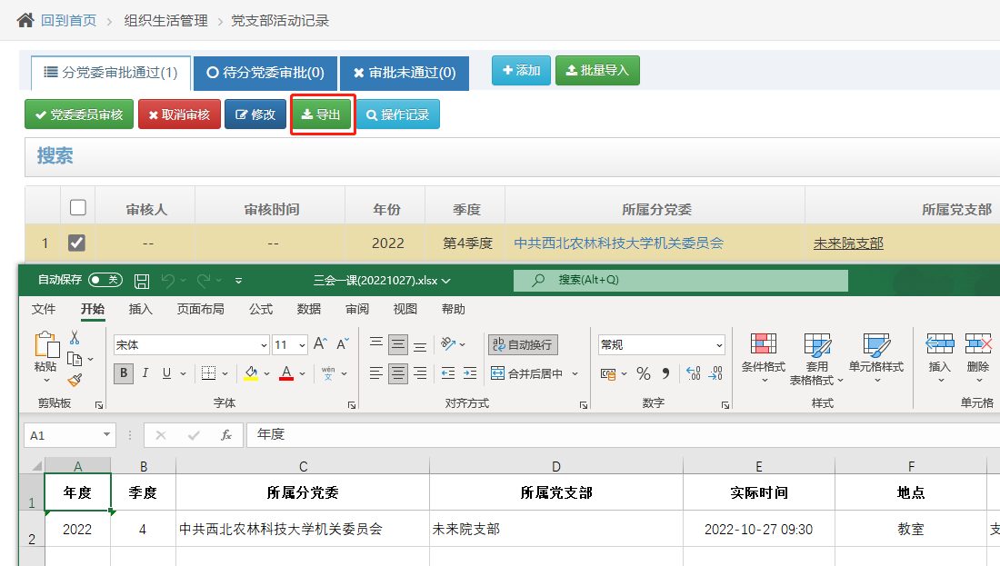 回到首页 > 组织生活管理 > 党支部活动记录
分党委审批通过(1) 待分党委审批(0) 审批未通过(0) 添加 批量导入
党委委员审核 取消审核 修改 导出 操作记录
搜索
审核人 审核时间 年份 季度 所属分党委 所属党支部
1 -- -- 2022 第4季度 中共西北农林科技大学机关委员会 未来院支部
自动保存 关 三会一课(20221027).xlsx 搜索(Alt+Q)
文件 开始 插入 页面布局 公式 数据 审阅 视图 帮助
粘贴 宋体 11 A A ab 自动换行 常规 条件格式 套用 单元格样式 插入 删除
表格格式
B I U A wén 文 合并后居中 % , .00 .00
剪贴板 字体 对齐方式 数字 样式 单元格
A1 fx 年度
A B C D E F
1 年度 季度 所属分党委 所属党支部 实际时间 地点
2 2022 4 中共西北农林科技大学机关委员会 未来院支部 2022-10-27 09:30 教室 支